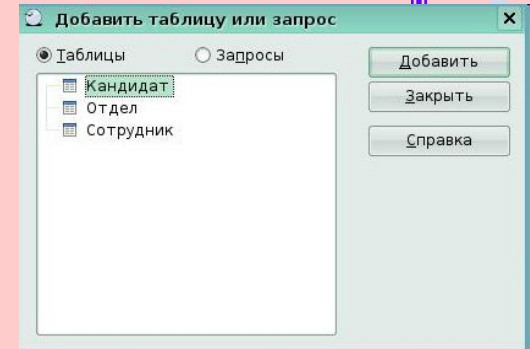 Добавить таблицу или запрос
Таблицы Запросы
Добавить
Кандидат
Отдел
Закрыть
Сотрудник
Справка